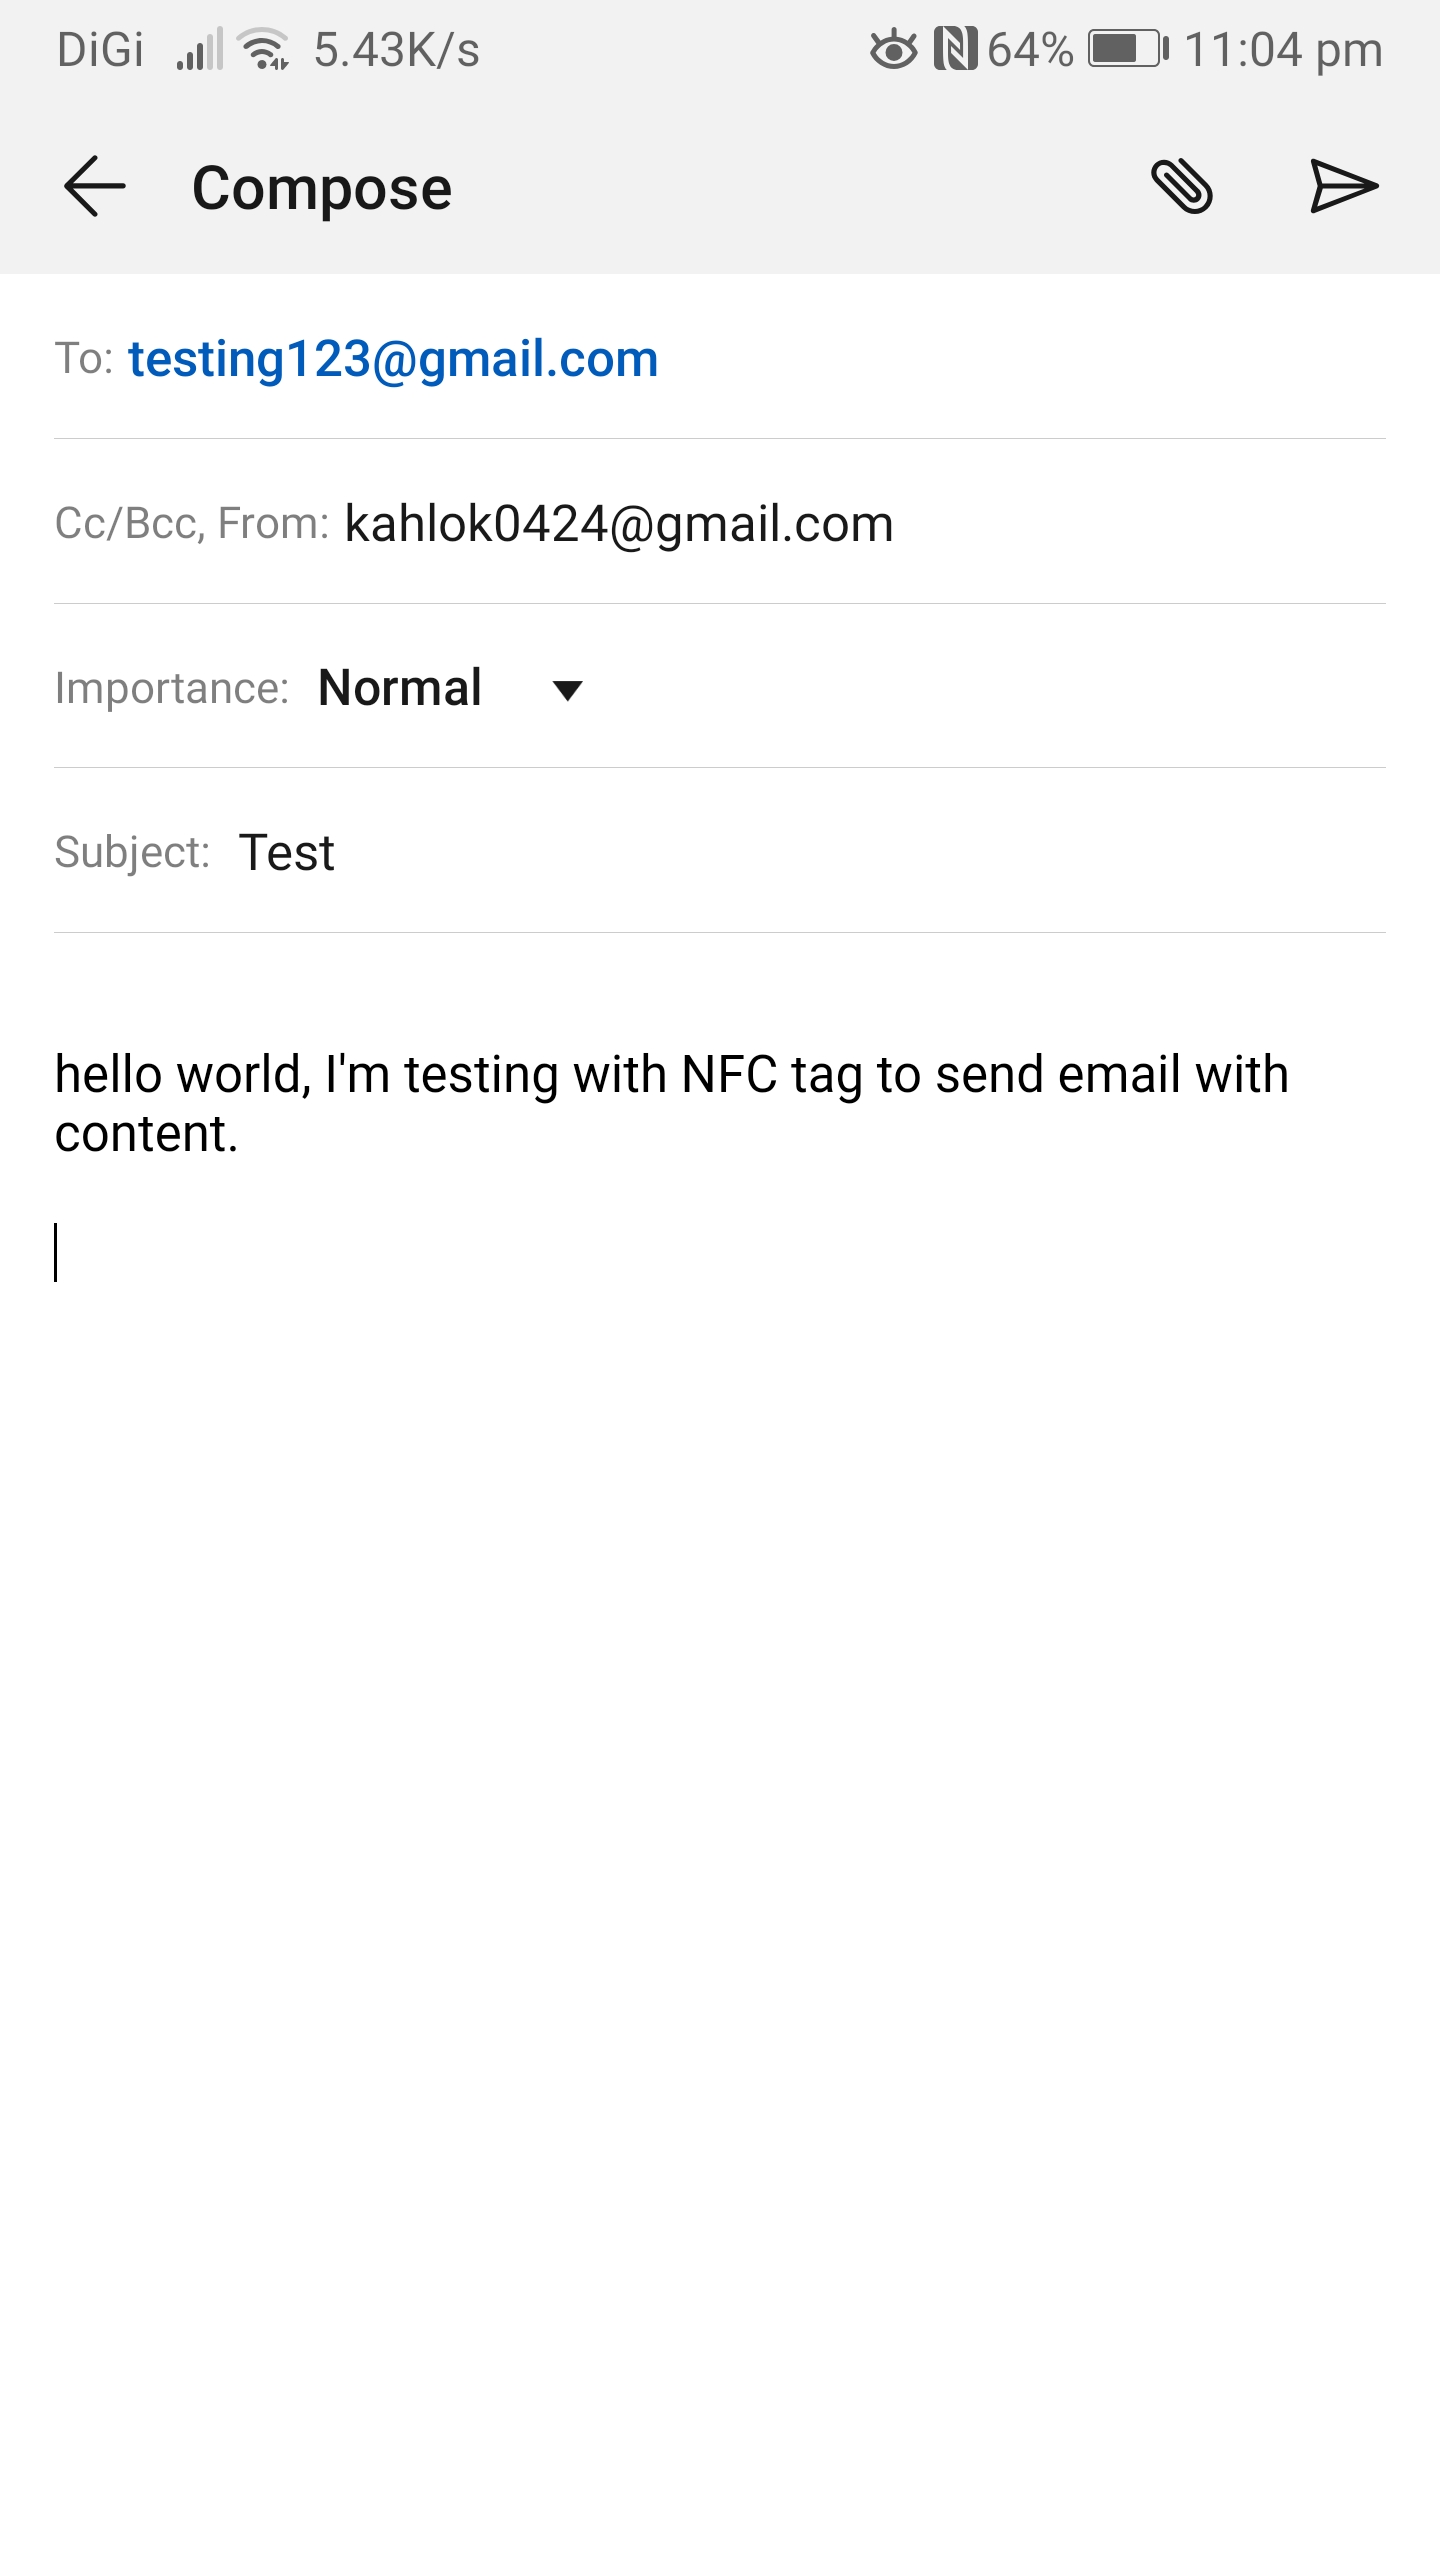 DiGi 5.43K/s 64% 11:04 pm
Compose
To: testing123@gmail.com
Cc/Bcc, From: kahlok0424@gmail.com
Importance: Normal
Subject: Test
hello world, I'm testing with NFC tag to send email with
content.